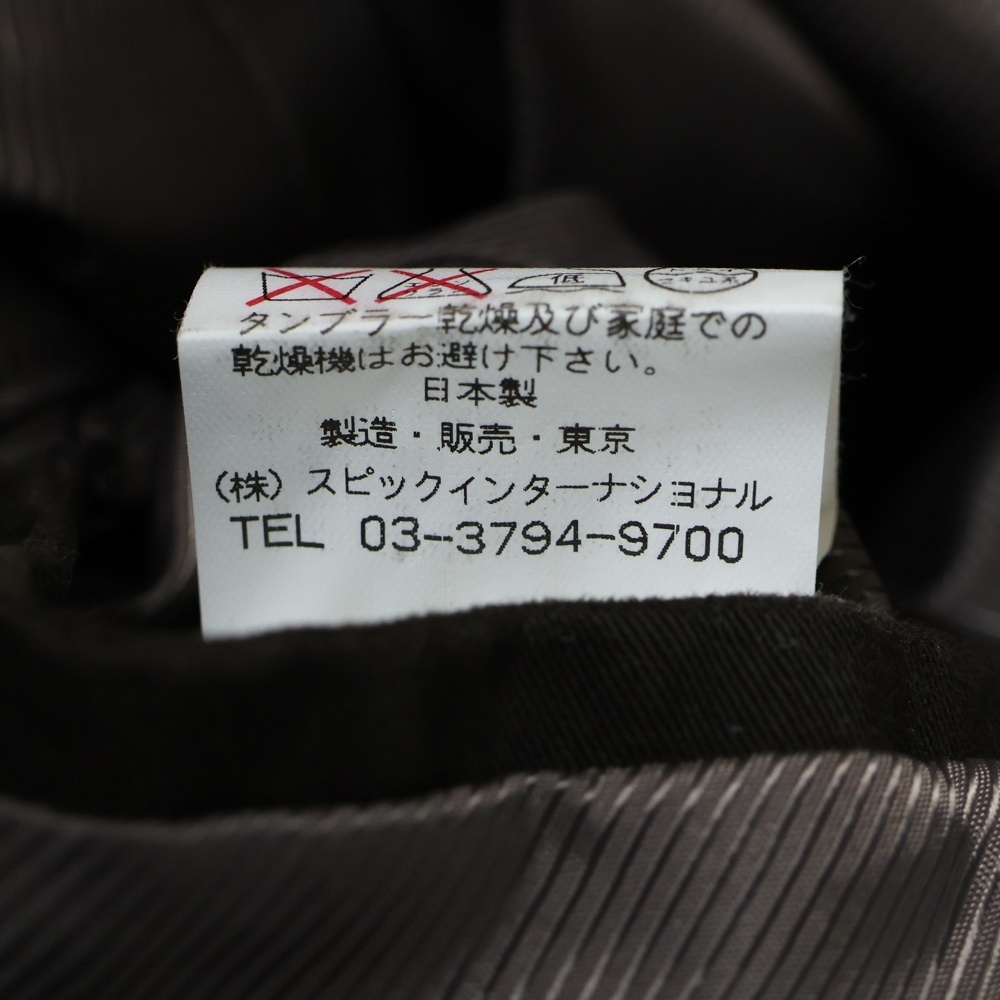 低
タンブラー乾燥及び家庭での
乾燥機はお避け下さい。
日本製
製造・販売・東京
(株) スピックインターナショナル
TEL 03-3794-9700